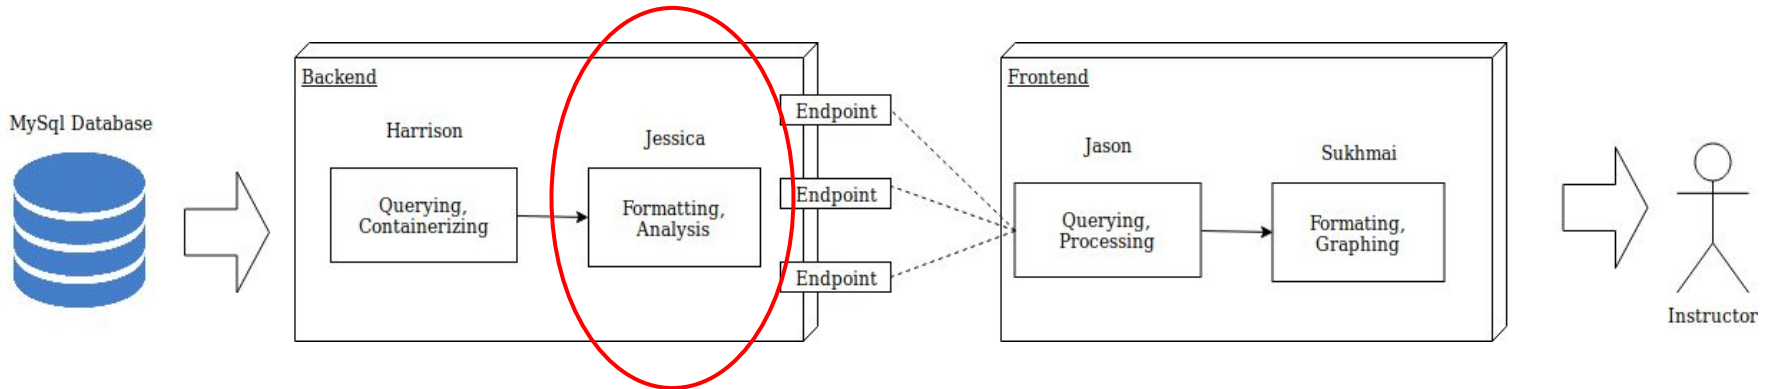 MySql Database
Backend
Harrison
Querying,
Containerizing
Jessica
Formatting,
Analysis
Endpoint
Endpoint
Endpoint
Frontend
Jason
Querying,
Processing
Sukhmai
Formating,
Graphing
Instructor